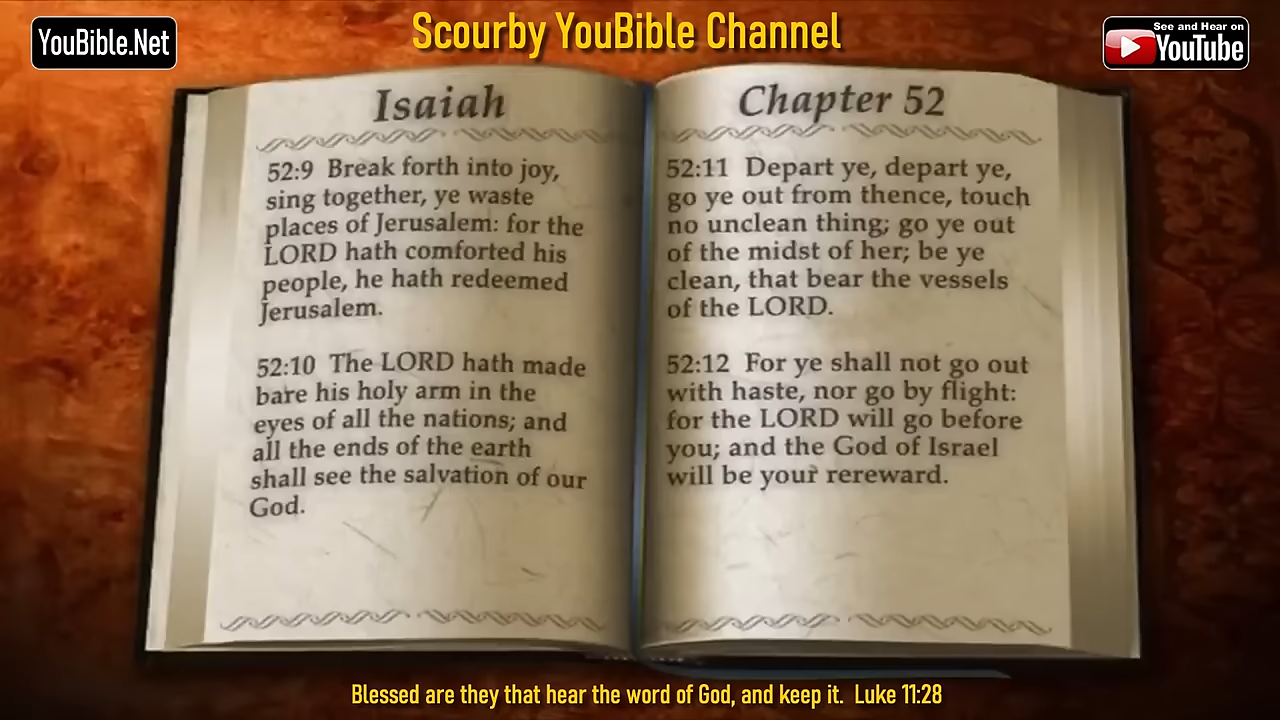 YouBible.Net
Scourby YouBible Channel
See and Hear on
YouTube
Isaiah
52:9 Break forth into joy,
sing together, ye waste
places of Jerusalem: for the
LORD hath comforted his
people, he hath redeemed
Jerusalem.
52:10 The LORD hath made
bare his holy arm in the
eyes of all the nations; and
all the ends of the earth
shall see the salvation of our
God.
Chapter 52
52:11 Depart ye, depart ye,
go ye out from thence, touch
no unclean thing; go ye out
of the midst of her; be ye
clean, that bear the vessels
of the LORD.
52:12 For ye shall not go out
with haste, nor go by flight:
for the LORD will go before
you; and the God of Israel
will be your rereward.
Blessed are they that hear the word of God, and keep it. Luke 11:28